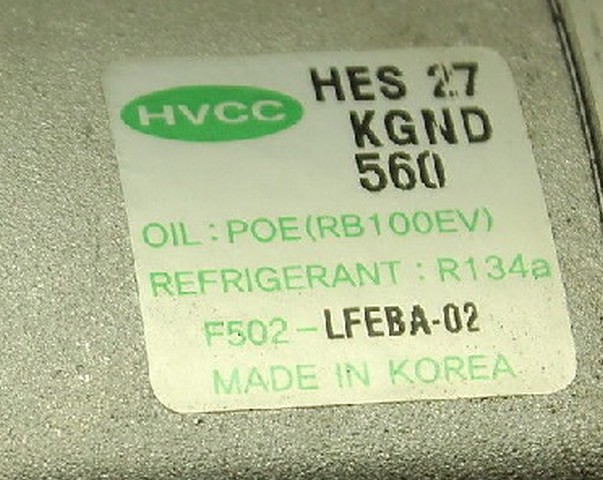 HVCC HES 27
KGND
560
OIL : POE(RB100EV)
REFRIGERANT : R134a
F502-LFEBA-02
MADE IN KOREA